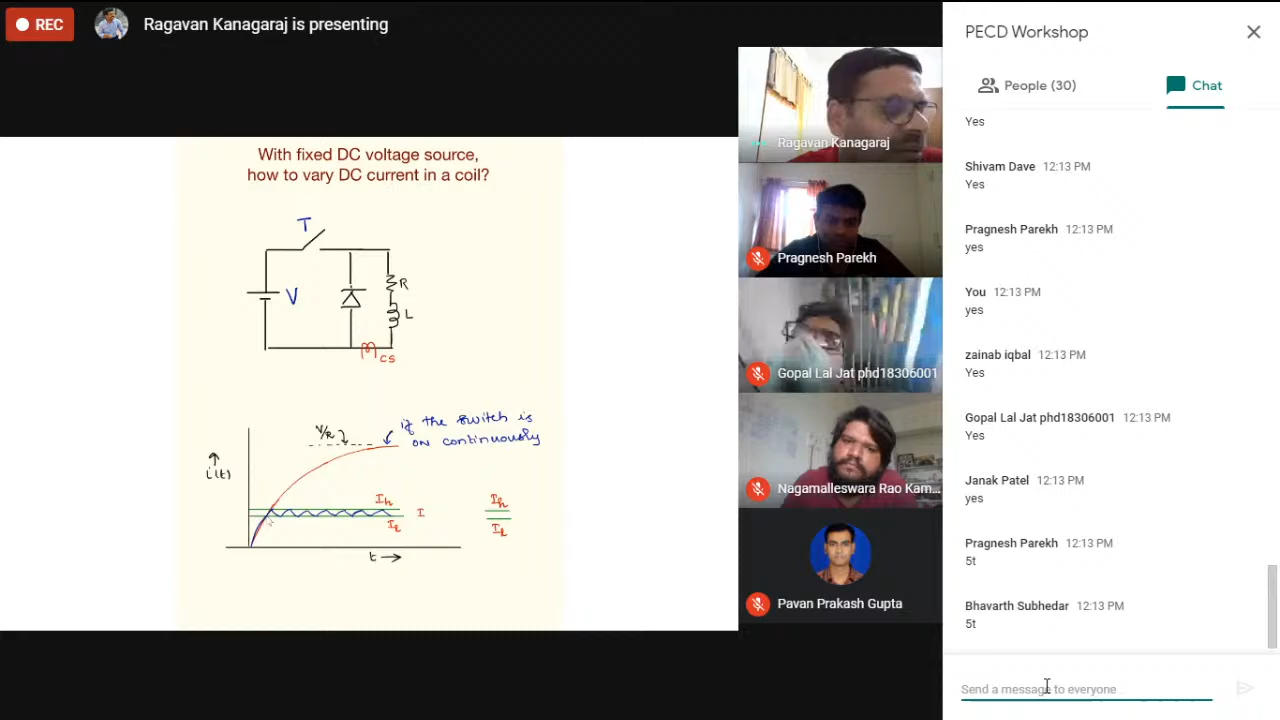 REC
Ragavan Kanagaraj is presenting
With fixed DC voltage source,
how to vary DC current in a coil?
T
V
R
L
CS
V/R
if the switch is
on continuously
i(t)
Ih
I
Il
t
Ih
Il
Ragavan Kanagaraj
Pragnesh Parekh
Gopal Lal Jat phd18306001
Nagamalleswara Rao Kam...
Pavan Prakash Gupta
PECD Workshop
People (30)
Chat
Yes
Shivam Dave 12:13 PM
Yes
Pragnesh Parekh 12:13 PM
yes
You 12:13 PM
yes
zainab iqbal 12:13 PM
Yes
Gopal Lal Jat phd18306001 12:13 PM
Yes
Janak Patel 12:13 PM
yes
Pragnesh Parekh 12:13 PM
5t
Bhavarth Subhedar 12:13 PM
5t
Send a message to everyone